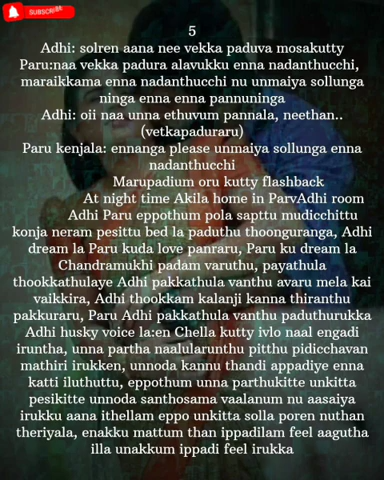 SUBSCRIBE
5
Adhi: solren aana nee vekka paduva mosakutty
Paru:naa vekka padura alavukku enna nadanthucchi,
maraikkama enna nadanthucchi nu unmaiya sollunga
ninga enna enna pannuninga
Adhi: oii naa unna ethuvum pannala, neethan..
(vetkapaduraru)
Paru kenjala: ennanga please unmaiya sollunga enna
nadanthucchi
Marupadium oru kutty flashback
At night time Akila home in ParvAdhi room
Adhi Paru eppothum pola sapttu mudicchittu
konja neram pesittu bed la paduthu thoonguranga, Adhi
dream la Paru kuda love panraru, Paru ku dream la
Chandramukhi padam varuthu, payathula
thookkathulaye Adhi pakkathula vanthu avaru mela kai
vaikkira, Adhi thookkam kalanji kanna thiranthu
pakkuraru, Paru Adhi pakkathula vanthu paduthurukka
Adhi husky voice la:en Chella kutty ivlo naal engadi
iruntha, unna partha naalularunthu pitthu pidicchavan
mathiri irukken, unnoda kannu thandi appadiye enna
katti iluthuttu, eppothum unna parthukitte unkitta
pesikitte unnoda santhosama vaalanum nu aasaiya
irukku aana ithellam eppo unkitta solla poren nuthan
theriyala, enakku mattum than ippadilam feel aagutha
illa unakkum ippadi feel irukka